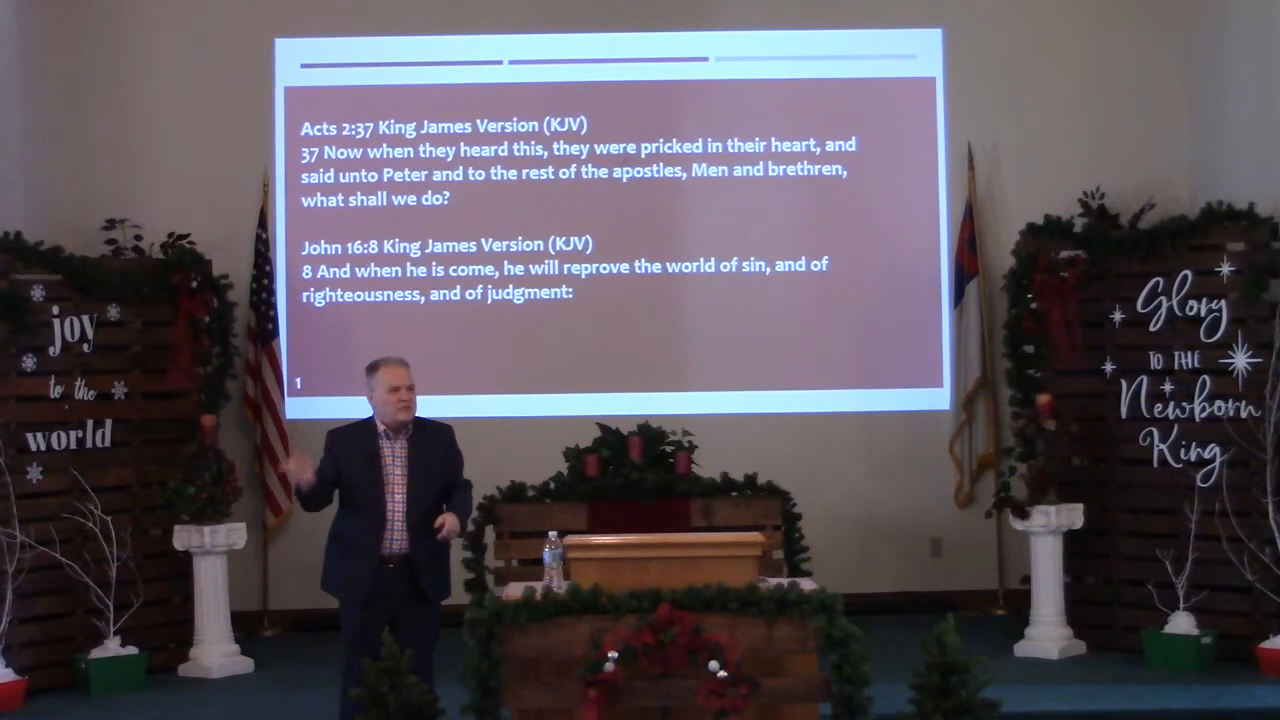 Acts 2:37 King James Version (KJV)
37 Now when they heard this, they were pricked in their heart, and
said unto Peter and to the rest of the apostles, Men and brethren,
what shall we do?
John 16:8 King James Version (KJV)
8 And when he is come, he will reprove the world of sin, and of
righteousness, and of judgment:
1
joy
to the
world
Glory
TO THE
Newborn
King